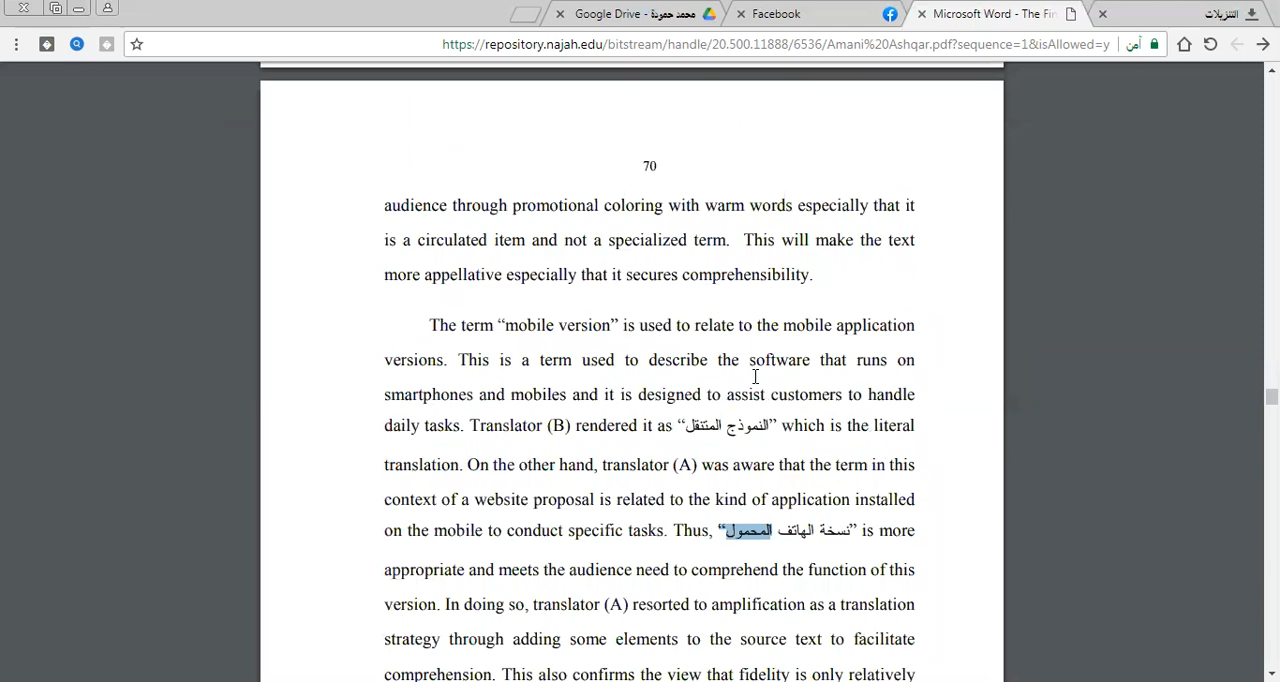 Google Drive - محمد حمودة
Facebook
Microsoft Word - The Fin
التنزيلات
https://repository.najah.edu/bitstream/handle/20.500.11888/6536/Amani%20Ashqar.pdf?sequence=1&isAllowed=y
آمن
70
audience through promotional coloring with warm words especially that it
is a circulated item and not a specialized term. This will make the text
more appellative especially that it secures comprehensibility.
The term “mobile version” is used to relate to the mobile application
versions. This is a term used to describe the software that runs on
smartphones and mobiles and it is designed to assist customers to handle
daily tasks. Translator (B) rendered it as “النموذج المتنقل” which is the literal
translation. On the other hand, translator (A) was aware that the term in this
context of a website proposal is related to the kind of application installed
on the mobile to conduct specific tasks. Thus, “نسخة الهاتف المحمول” is more
appropriate and meets the audience need to comprehend the function of this
version. In doing so, translator (A) resorted to amplification as a translation
strategy through adding some elements to the source text to facilitate
comprehension. This also confirms the view that fidelity is only relatively